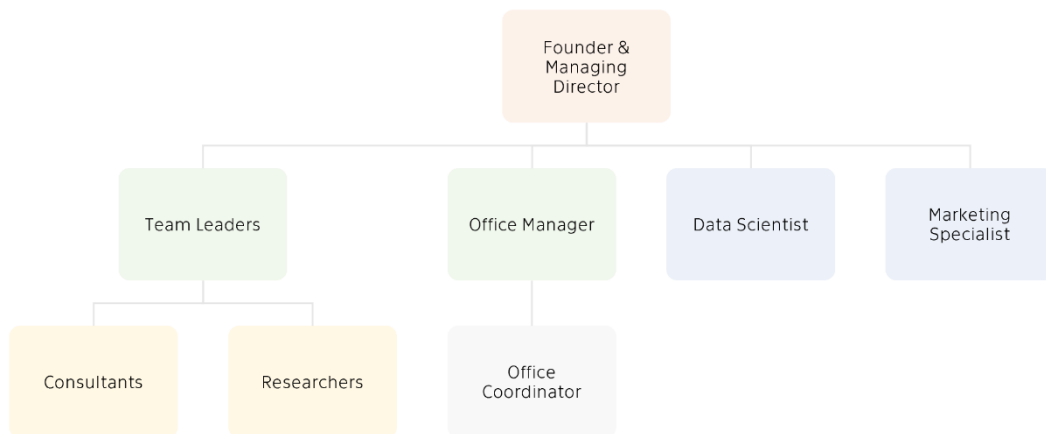 Founder &
Managing
Director
Team Leaders
Office Manager
Data Scientist
Marketing
Specialist
Consultants
Researchers
Office
Coordinator